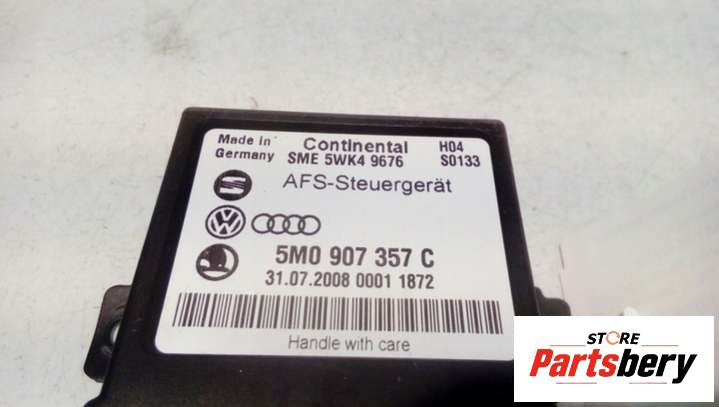 Made in Germany
Continental
SME 5WK4 9676
H04
S0133
AFS-Steuergerät
5M0 907 357 C
31.07.2008 0001 1872
Handle with care
STORE
Partsbery